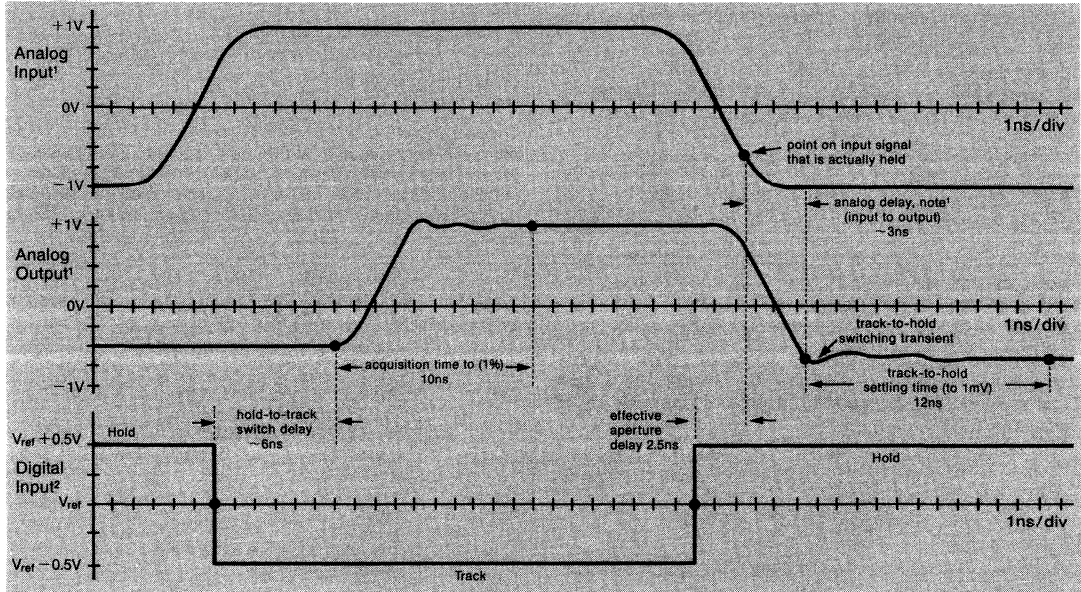 +1V
Analog
Input¹
0V
1ns/div
point on input signal
that is actually held
−1V
analog delay, note¹
(input to output)
~3ns
+1V
Analog
Output¹
0V
1ns/div
track-to-hold
switching transient
acquisition time to (1%)
10ns
track-to-hold
settling time (to 1mV)
12ns
−1V
hold-to-track
switch delay
~6ns
effective
aperture
delay 2.5ns
Vref +0.5V
Hold
Hold
Digital
Input²
Vref
1ns/div
Vref −0.5V
Track